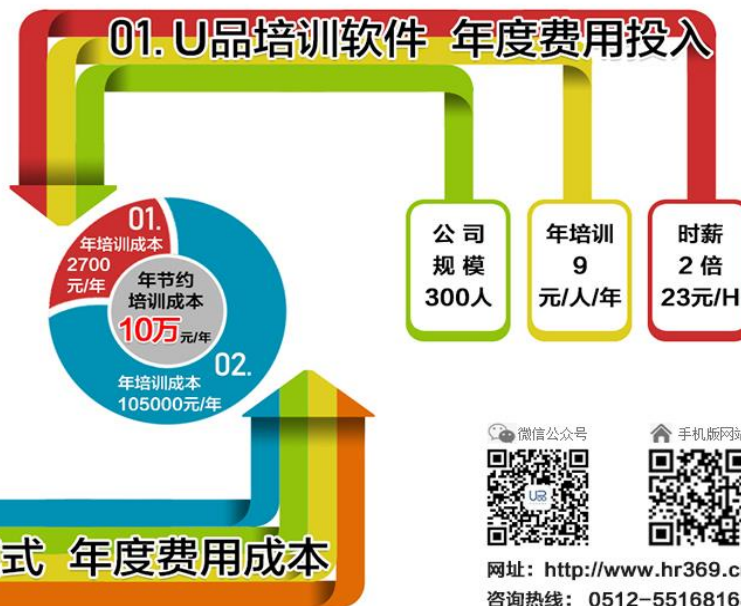 01. U品培训软件 年度费用投入
公司
规模
300人
年培训
9
元/人/年
时薪
2倍
23元/H
01.
年培训成本
2700
元/年
年节约
培训成本
10万元/年
02.
年培训成本
105000元/年
式 年度费用成本
微信公众号
手机版网站
网址：http://www.hr369.c
咨询热线：0512-5516816